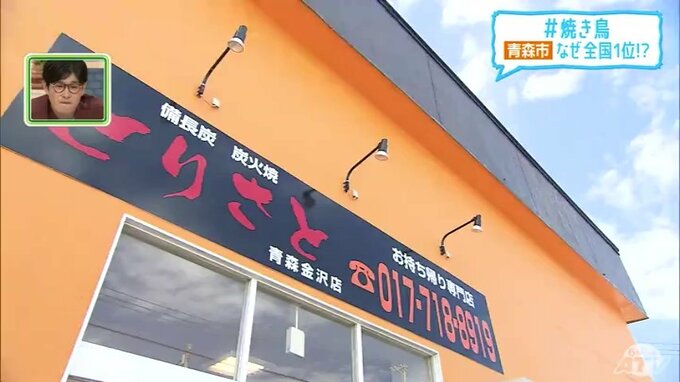 #焼き鳥
青森市 なぜ全国1位!?
備長炭 炭火焼
とりさと
青森金沢店
お持ち帰り専門店
☎017-718-8919